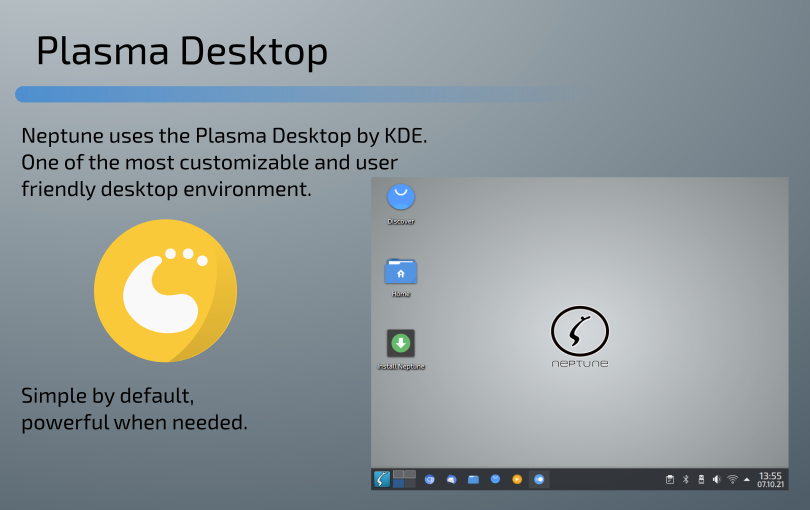 Plasma Desktop
Neptune uses the Plasma Desktop by KDE.
One of the most customizable and user
friendly desktop environment.
Discover
Home
Install Neptune
NEPTUNE
Simple by default,
powerful when needed.
13:55
07.10.21